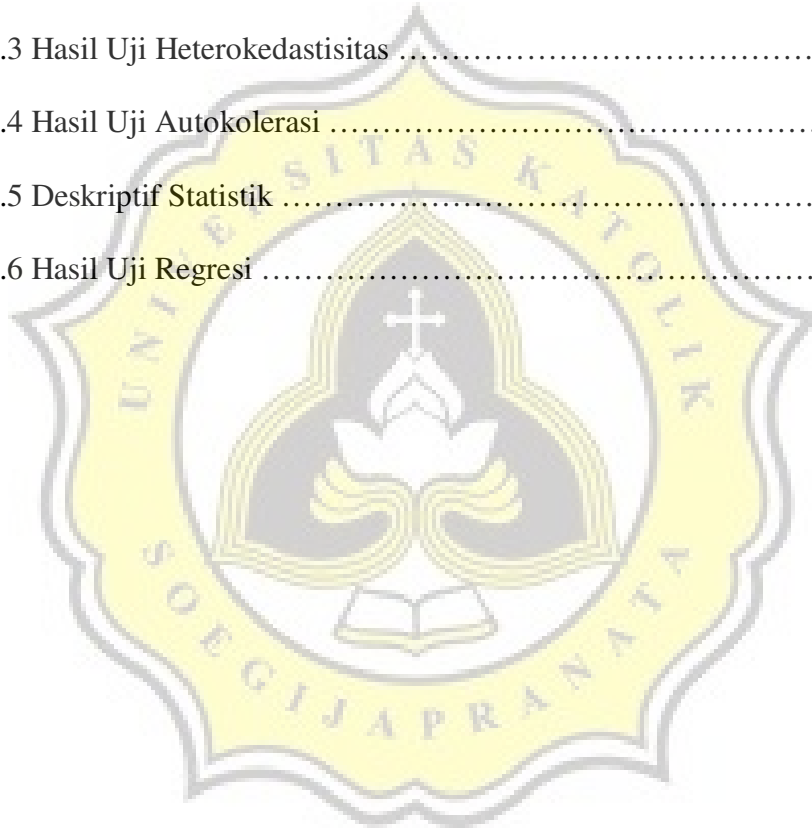 .3 Hasil Uji Heterokedastisitas ……………………………………
.4 Hasil Uji Autokolerasi ……………………………………………
.5 Deskriptif Statistik …………………………………………………
.6 Hasil Uji Regresi ……………………………………………………
UNIVERSITAS KATOLIK
SOEGIJAPRANATA